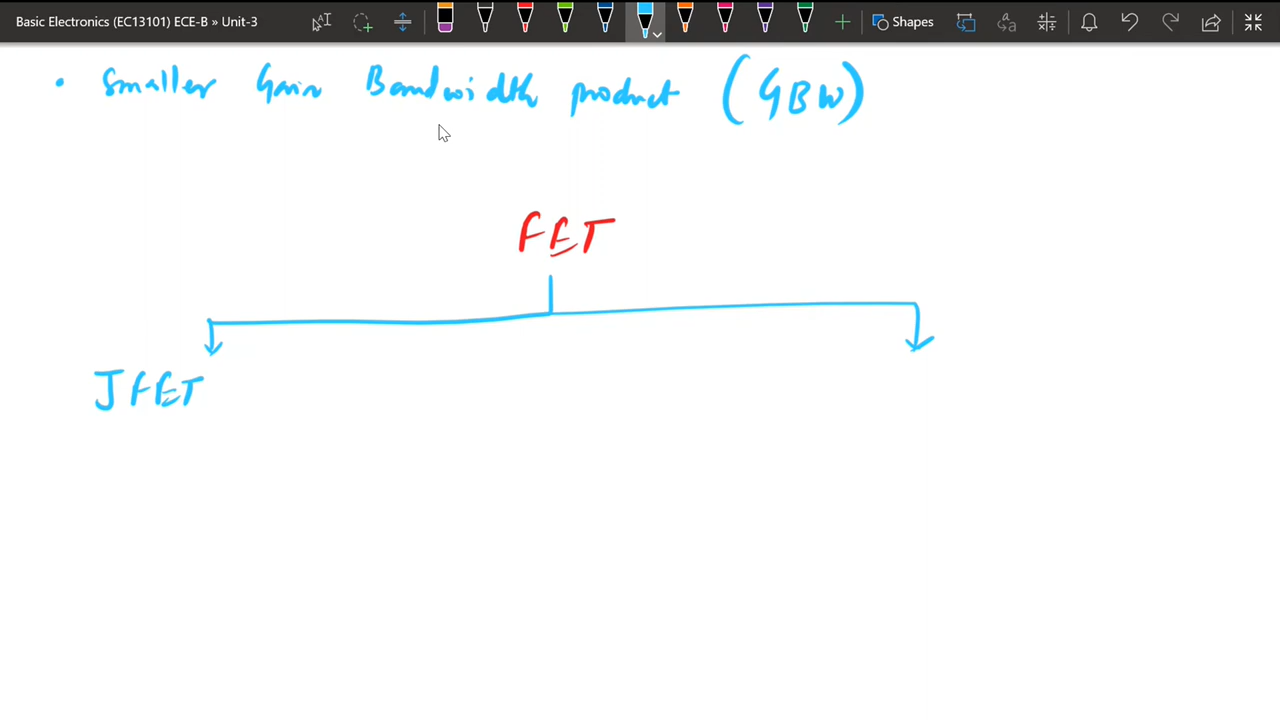 Basic Electronics (EC13101) ECE-B » Unit-3
Shapes
• Smaller Gain Bandwidth product (GBW)
FET
JFET